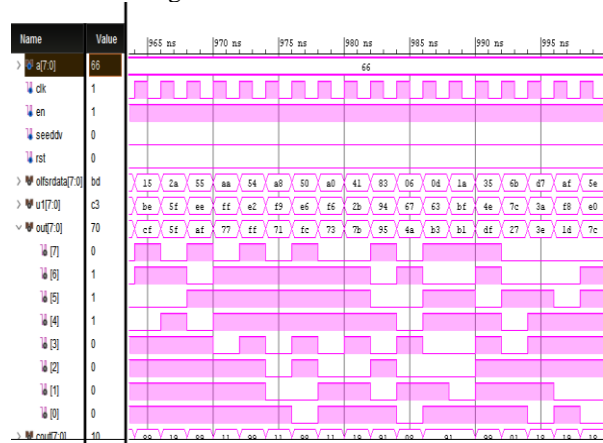 Name Value 965 ns 970 ns 975 ns 980 ns 985 ns 990 ns 995 ns
a[7:0] 66 66
clk 1
en 1
seeddv 0
rst 0
olfsrdata[7:0] bd 15 2a 55 aa 54 a8 50 a0 41 83 06 0d 1a 35 6b d7 af 5e
u1[7:0] c3 be 5f ee ff e2 f9 e6 f6 2b 94 67 63 bf 4e 7c 3a f8 e0
out[7:0] 70 cf 5f af 77 ff 71 fc 73 7b 95 4a b3 b1 df 27 3e 1d 7c
[7] 0
[6] 1
[5] 1
[4] 1
[3] 0
[2] 0
[1] 0
[0] 0
cout[7:0] 10